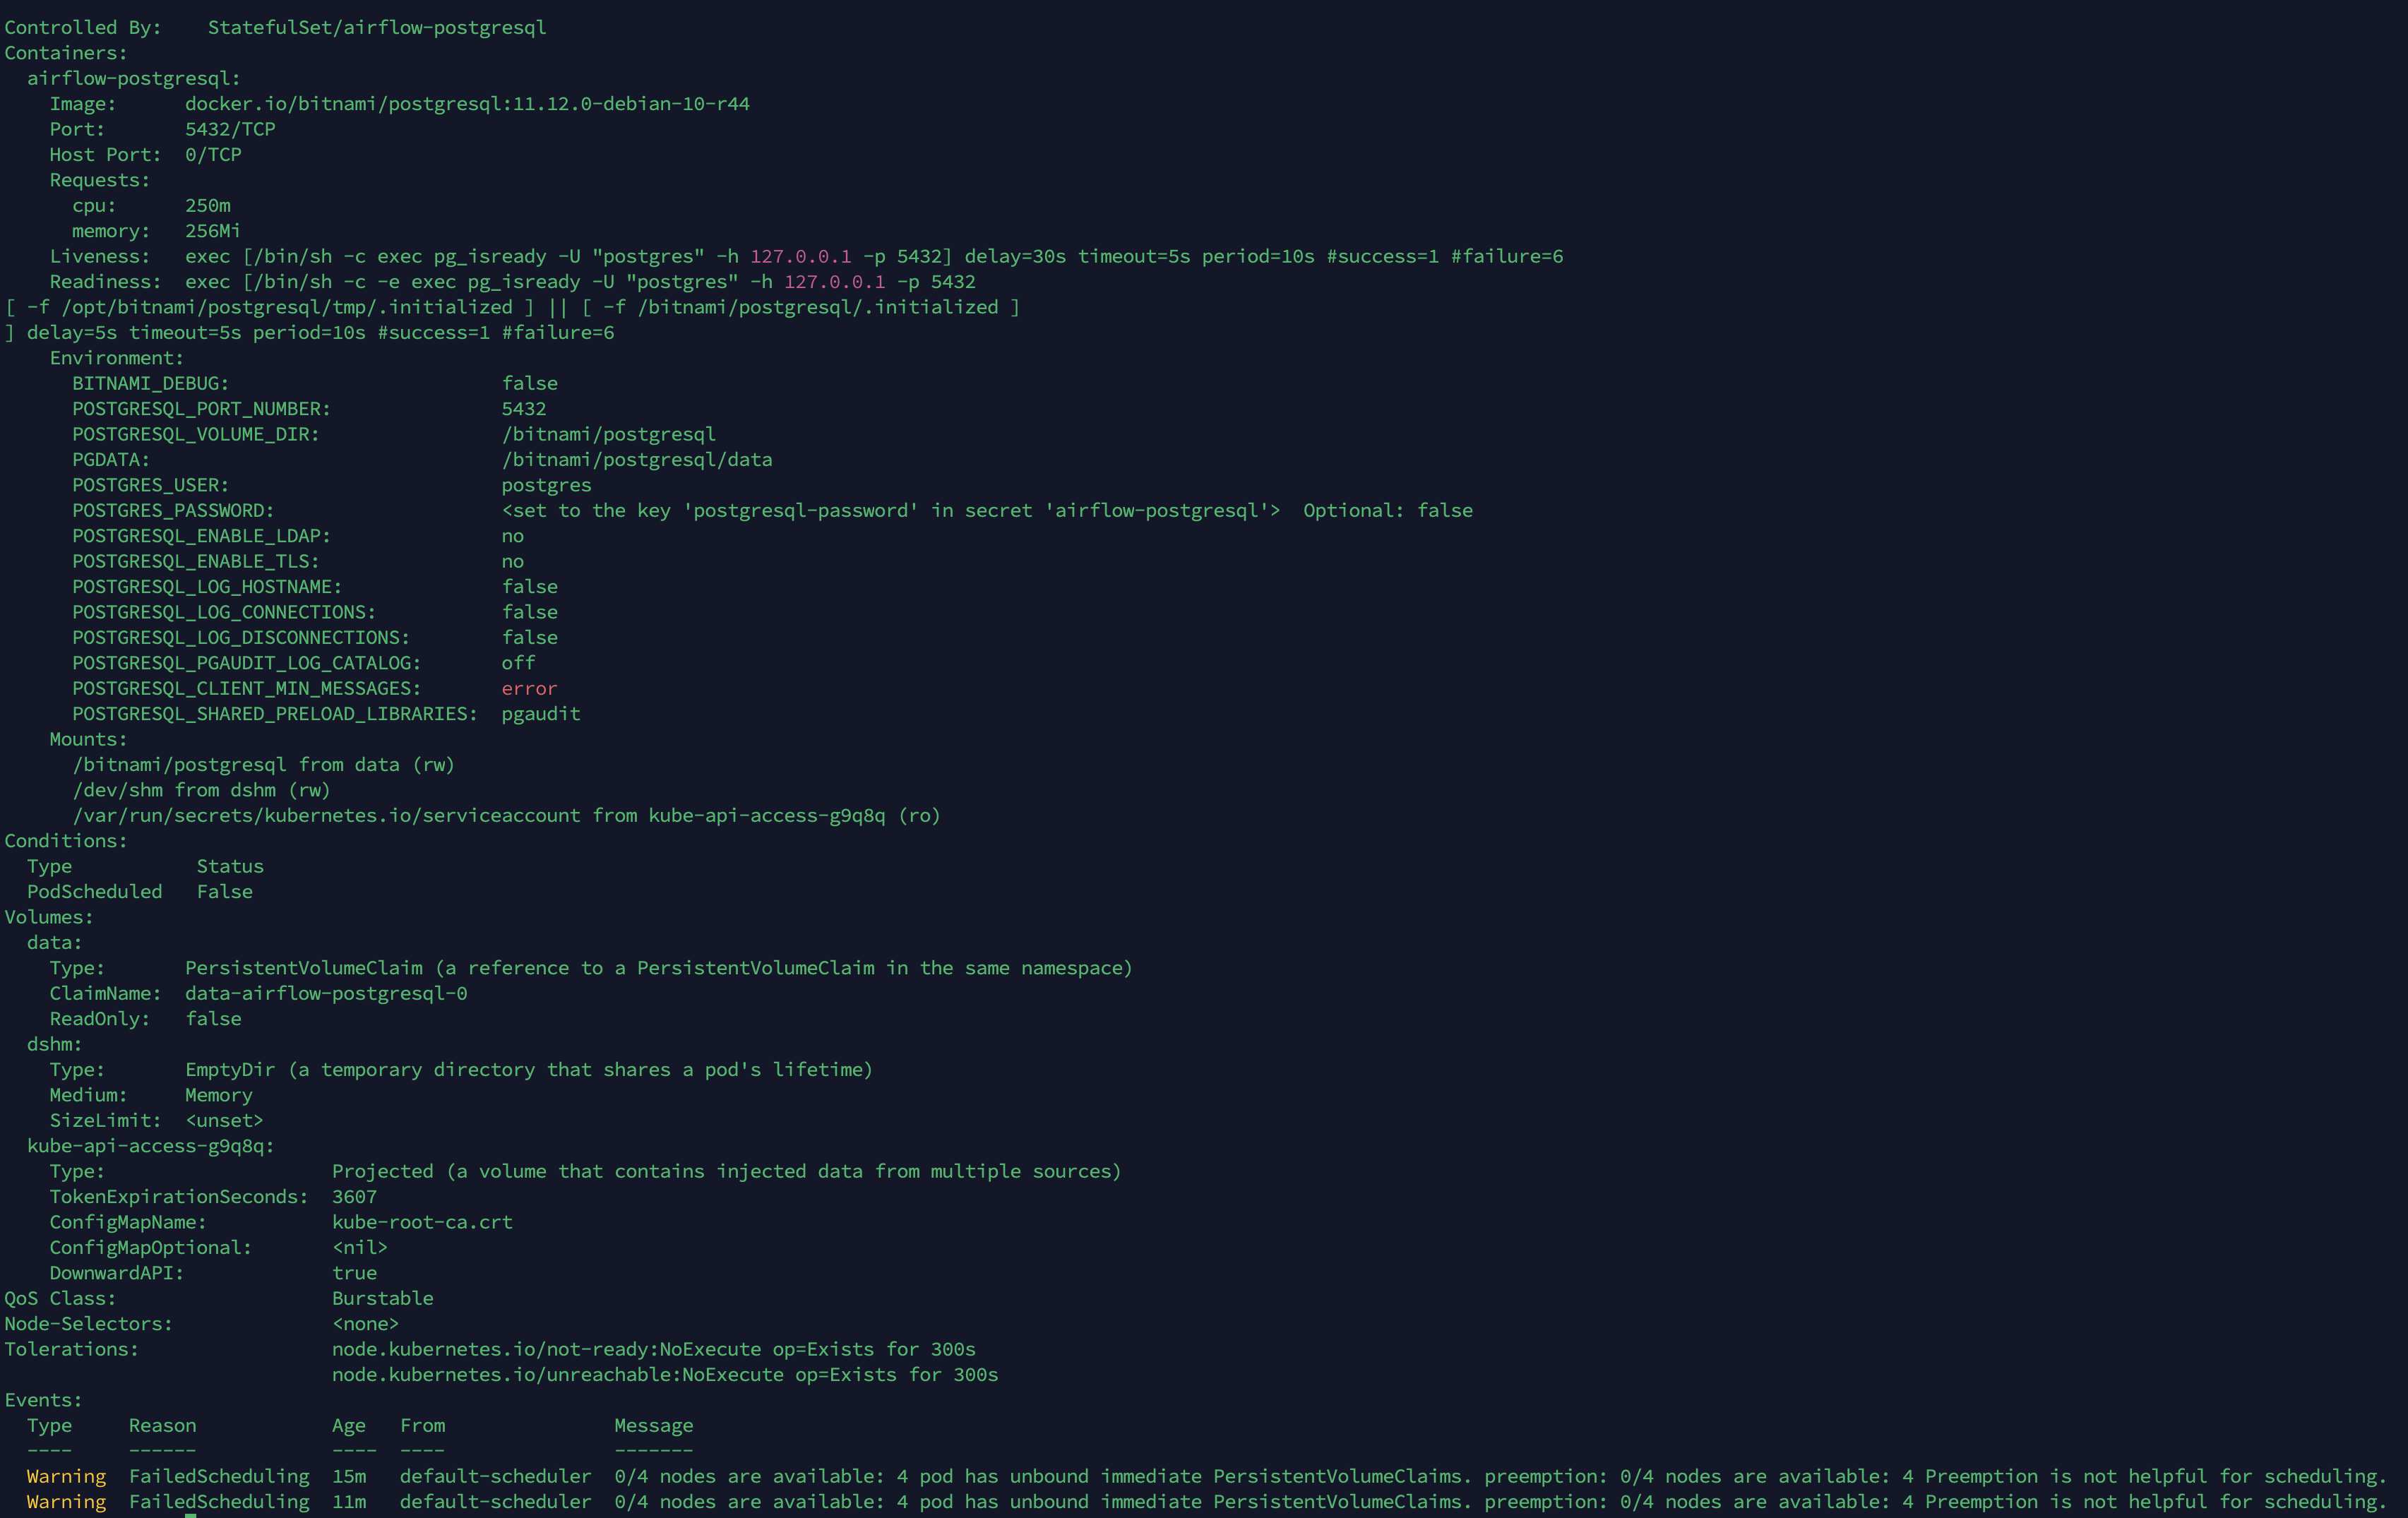 Controlled By:    StatefulSet/airflow-postgresql
Containers:
  airflow-postgresql:
    Image:      docker.io/bitnami/postgresql:11.12.0-debian-10-r44
    Port:       5432/TCP
    Host Port:  0/TCP
    Requests:
      cpu:      250m
      memory:   256Mi
    Liveness:   exec [/bin/sh -c exec pg_isready -U "postgres" -h 127.0.0.1 -p 5432] delay=30s timeout=5s period=10s #success=1 #failure=6
    Readiness:  exec [/bin/sh -c -e exec pg_isready -U "postgres" -h 127.0.0.1 -p 5432
[ -f /opt/bitnami/postgresql/tmp/.initialized ] || [ -f /bitnami/postgresql/.initialized ]
] delay=5s timeout=5s period=10s #success=1 #failure=6
    Environment:
      BITNAMI_DEBUG:                        false
      POSTGRESQL_PORT_NUMBER:               5432
      POSTGRESQL_VOLUME_DIR:                /bitnami/postgresql
      PGDATA:                               /bitnami/postgresql/data
      POSTGRES_USER:                        postgres
      POSTGRES_PASSWORD:                    <set to the key 'postgresql-password' in secret 'airflow-postgresql'>  Optional: false
      POSTGRESQL_ENABLE_LDAP:               no
      POSTGRESQL_ENABLE_TLS:                no
      POSTGRESQL_LOG_HOSTNAME:              false
      POSTGRESQL_LOG_CONNECTIONS:           false
      POSTGRESQL_LOG_DISCONNECTIONS:        false
      POSTGRESQL_PGAUDIT_LOG_CATALOG:       off
      POSTGRESQL_CLIENT_MIN_MESSAGES:       error
      POSTGRESQL_SHARED_PRELOAD_LIBRARIES:  pgaudit
    Mounts:
      /bitnami/postgresql from data (rw)
      /dev/shm from dshm (rw)
      /var/run/secrets/kubernetes.io/serviceaccount from kube-api-access-g9q8q (ro)
Conditions:
  Type           Status
  PodScheduled   False
Volumes:
  data:
    Type:       PersistentVolumeClaim (a reference to a PersistentVolumeClaim in the same namespace)
    ClaimName:  data-airflow-postgresql-0
    ReadOnly:   false
  dshm:
    Type:       EmptyDir (a temporary directory that shares a pod's lifetime)
    Medium:     Memory
    SizeLimit:  <unset>
  kube-api-access-g9q8q:
    Type:                    Projected (a volume that contains injected data from multiple sources)
    TokenExpirationSeconds:  3607
    ConfigMapName:           kube-root-ca.crt
    ConfigMapOptional:       <nil>
    DownwardAPI:             true
QoS Class:                   Burstable
Node-Selectors:              <none>
Tolerations:                 node.kubernetes.io/not-ready:NoExecute op=Exists for 300s
                             node.kubernetes.io/unreachable:NoExecute op=Exists for 300s
Events:
  Type     Reason            Age   From               Message
  ----     ------            ----  ----               -------
  Warning  FailedScheduling  15m   default-scheduler  0/4 nodes are available: 4 pod has unbound immediate PersistentVolumeClaims. preemption: 0/4 nodes are available: 4 Preemption is not helpful for scheduling.
  Warning  FailedScheduling  11m   default-scheduler  0/4 nodes are available: 4 pod has unbound immediate PersistentVolumeClaims. preemption: 0/4 nodes are available: 4 Preemption is not helpful for scheduling.